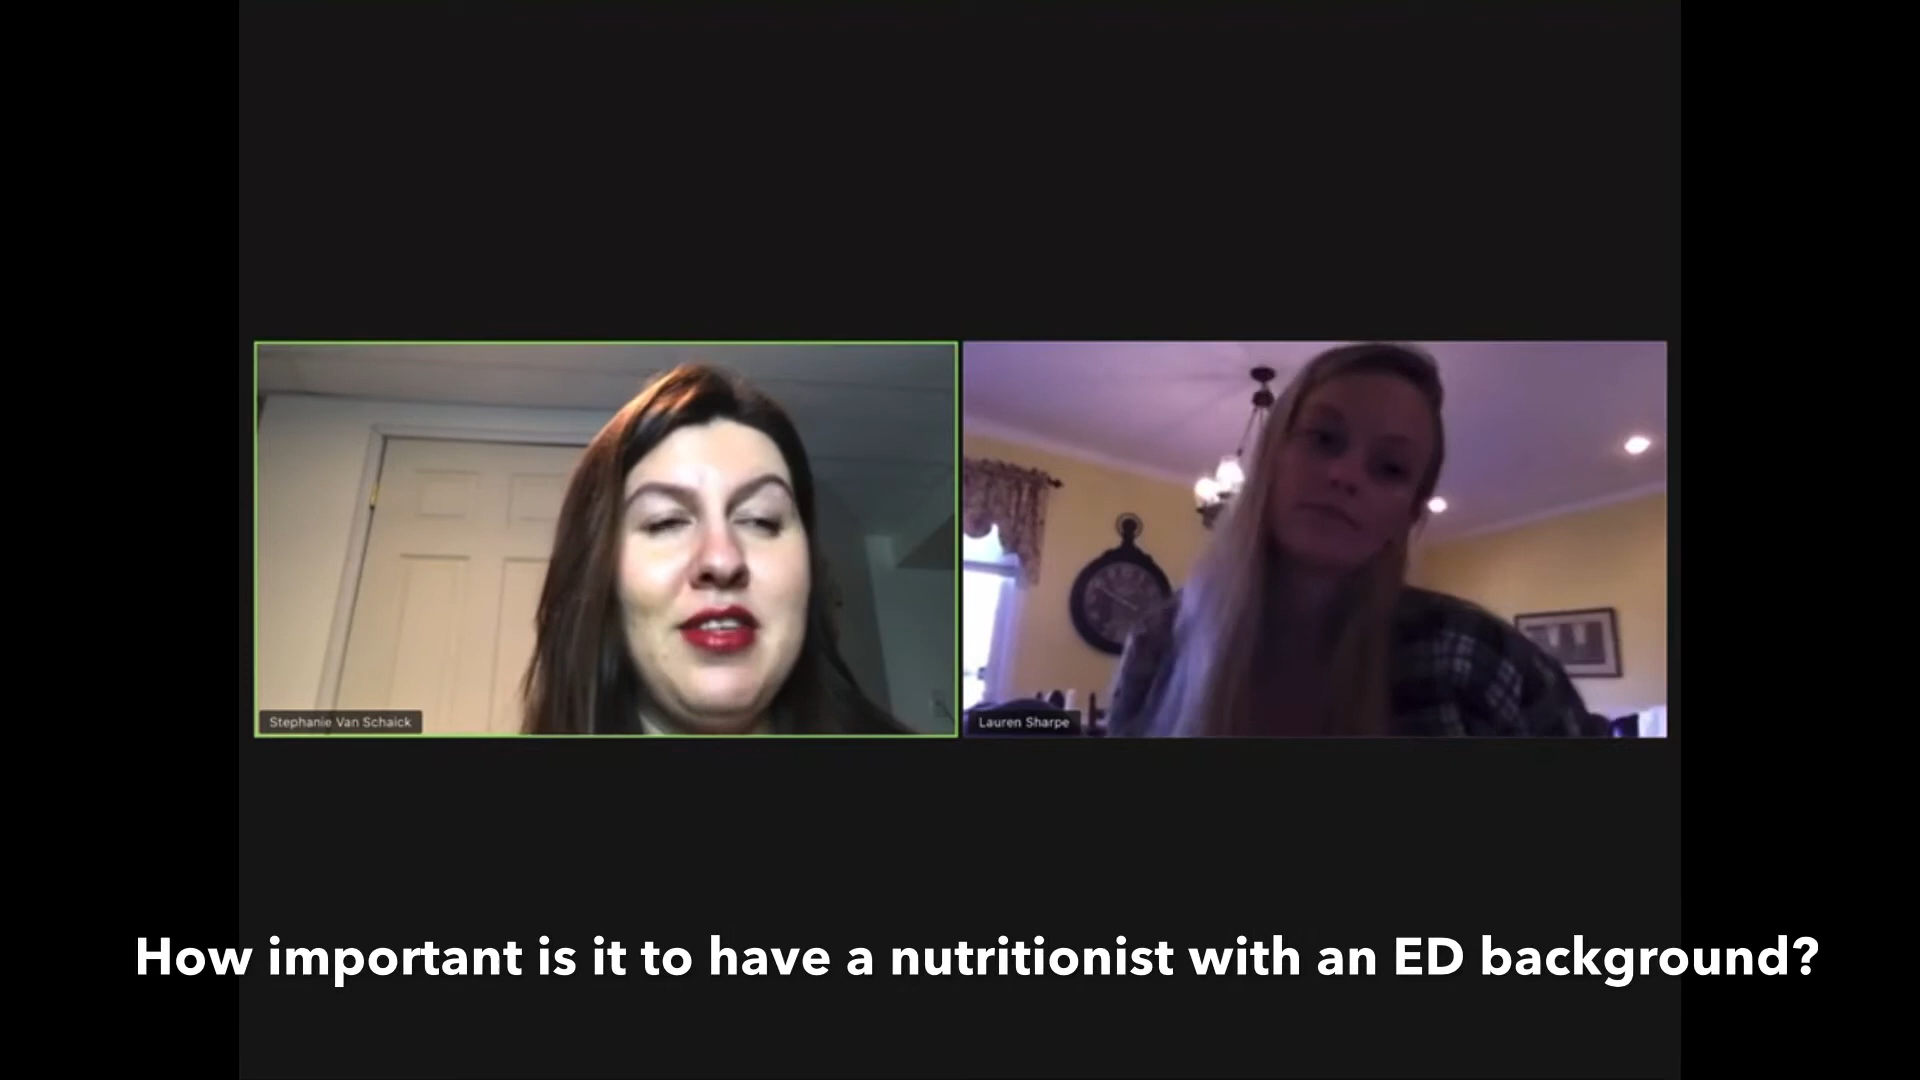 Stephanie Van Schaick
Lauren Sharpe
How important is it to have a nutritionist with an ED background?